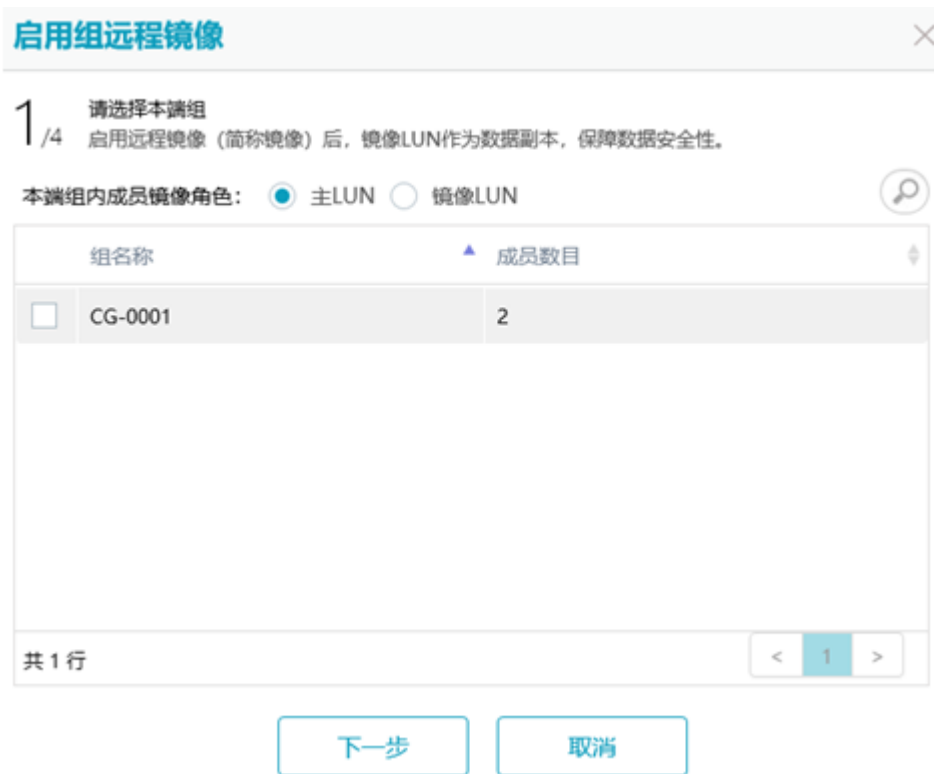 启用组远程镜像
1/4 请选择本端组
启用远程镜像（简称镜像）后，镜像LUN作为数据副本，保障数据安全性。
本端组内成员镜像角色： 主LUN 镜像LUN
组名称 成员数目
CG-0001 2
共 1 行 < 1 >
下一步 取消